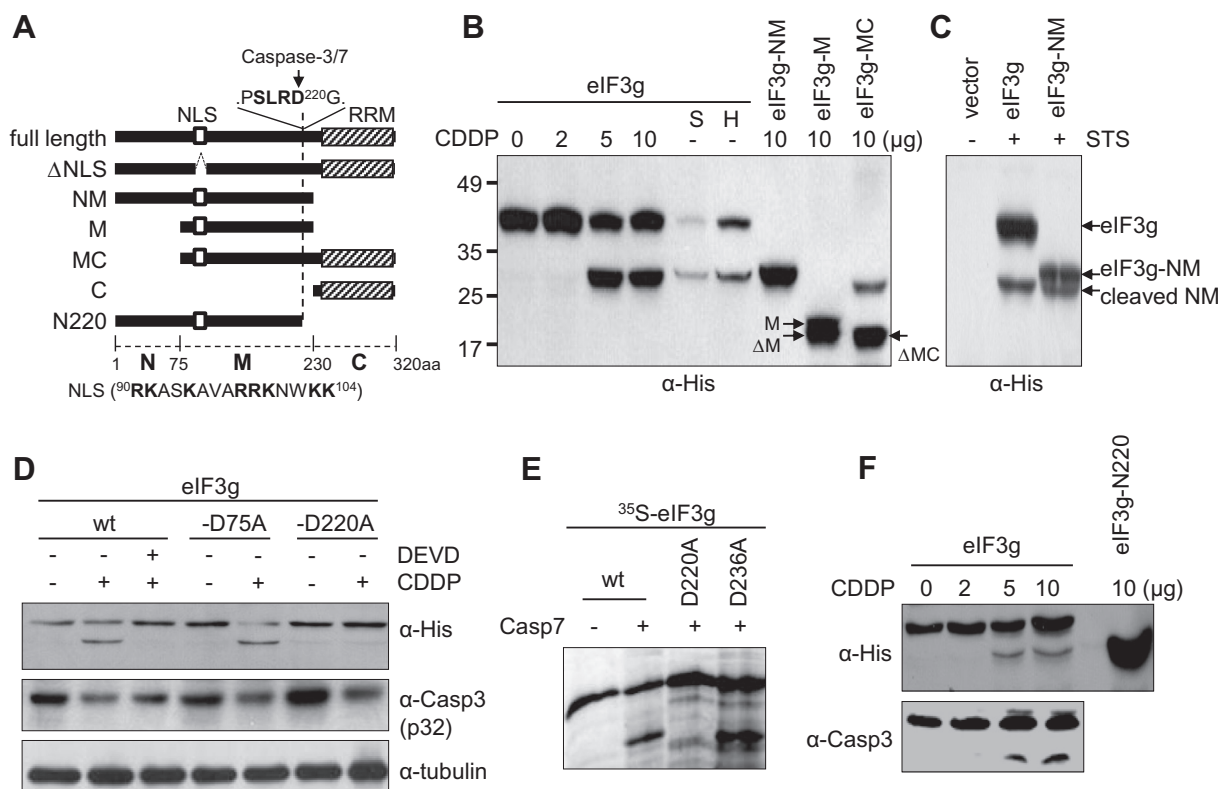 A
Caspase-3/7
.PSLRD²²⁰G.
NLS
RRM
full length
ΔNLS
NM
M
MC
C
N220
N M C
1 75 230 320aa
NLS (⁹⁰RKASKAVARRKNWKK¹⁰⁴)
B
eIF3g
S H
eIF3g-NM
eIF3g-M
eIF3g-MC
CDDP 0 2 5 10 - - 10 10 10 (μg)
49
35
25
17
M
ΔM
ΔMC
α-His
C
vector
eIF3g
eIF3g-NM
- + + STS
eIF3g
eIF3g-NM
cleaved NM
α-His
D
eIF3g
wt -D75A -D220A
- - + - - - - DEVD
- + + - + - + CDDP
α-His
α-Casp3
(p32)
α-tubulin
E
³⁵S-eIF3g
wt
D220A
D236A
Casp7 - + + +
F
eIF3g
eIF3g-N220
CDDP 0 2 5 10 10 (μg)
α-His
α-Casp3